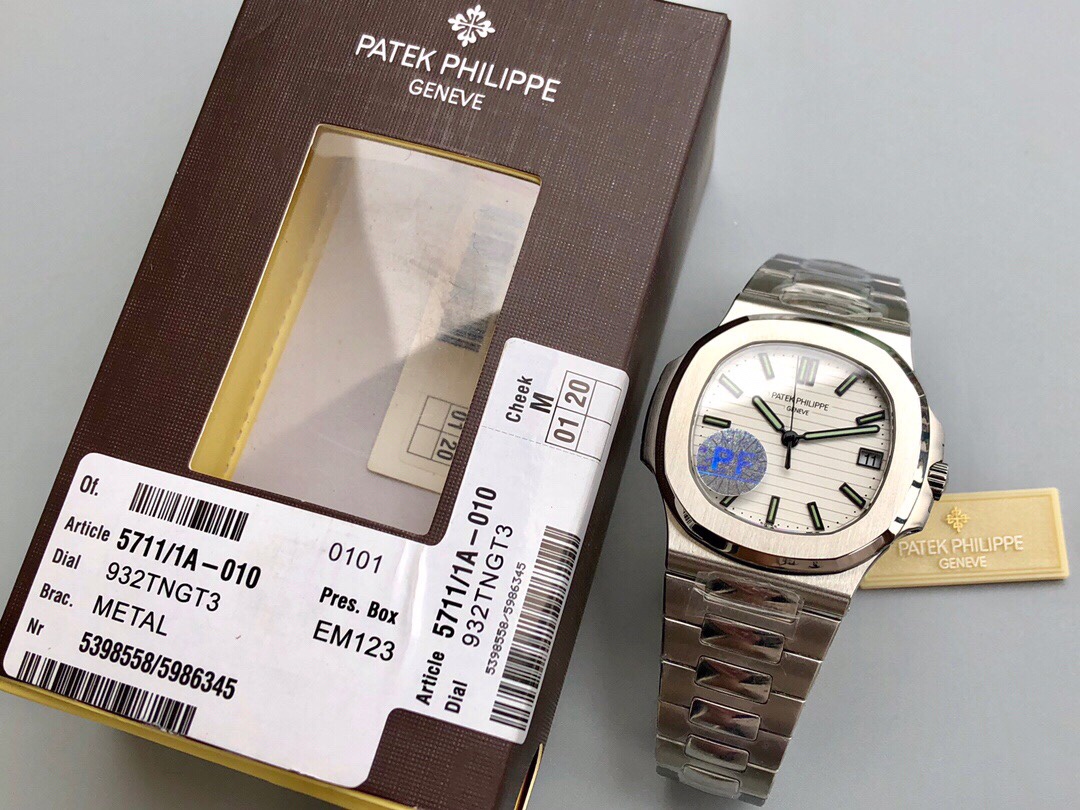 PATEK PHILIPPE
GENEVE
Of.
Article 5711/1A-010
0101
Dial 932TNGT3
Pres. Box
Brac. METAL
EM123
Nr 5398558/5986345
Cheek
M
01 20
Article 5711/1A-010
Dial 932TNGT3
5398558/5986345
01 20
PATEK PHILIPPE
GENEVE
PF
11
PATEK PHILIPPE
GENEVE